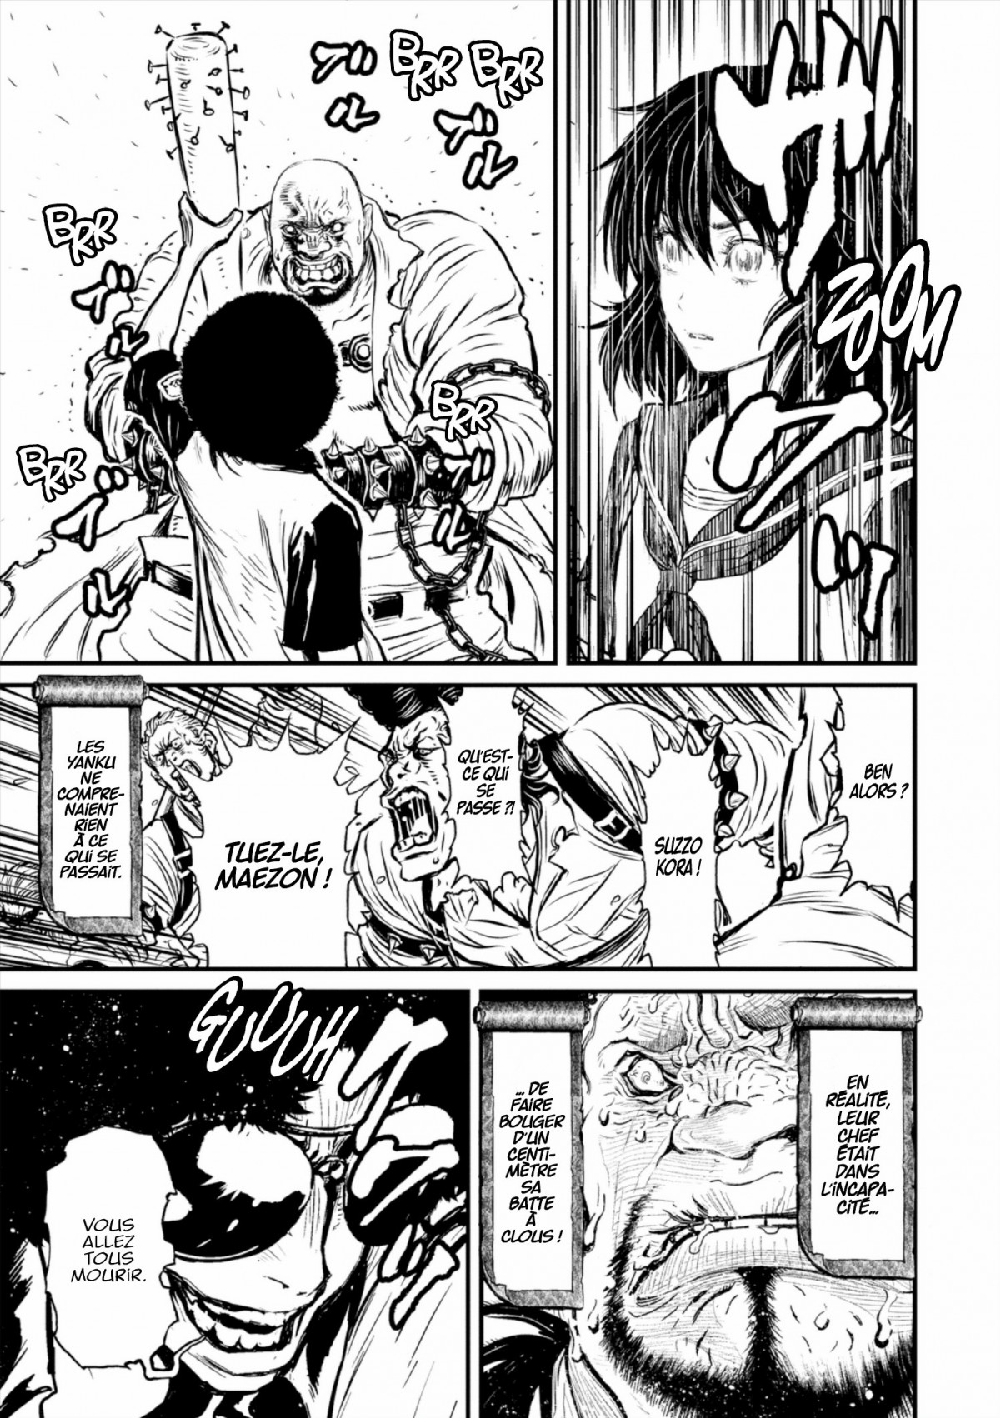 ザ
ZOOM
グッ
BRR
BRR
ブル
ブル
BRR
ブル
BRR
ブル
BRR
ブル
BEN
ALORS ?
SUZZO
KORA !
QU'EST-
CE QUI
SE
PASSE ?!
TUEZ-LE,
MAEZON !
LES
YANKU
NE
COMPRE-
NAIENT
RIEN
À CE
QUI SE
PASSAIT.
EN
RÉALITÉ,
LEUR
CHEF
ÉTAIT
DANS
L'INCAPA-
CITÉ...
... DE
FAIRE
BOUGER
D'UN
CENTI-
MÈTRE
SA
BATTE
À
CLOUS !
GUUUH
VOUS
ALLEZ
TOUS
MOURIR.